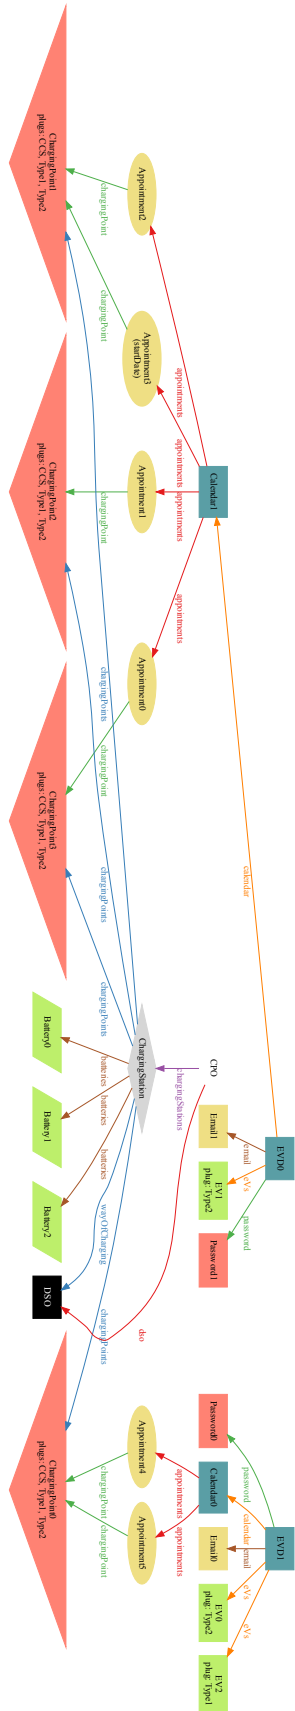 EVD0
EVD1
calendar
email
eVs
password
password
calendar
email
eVs
eVs
Calendar1
CPO
Email1
EV1
plug: Type2
Password1
Password0
Calendar0
Email0
EV0
plug: Type2
EV2
plug: Type1
appointments
appointments
appointments
appointments
chargingStations
appointments
appointments
Appointment2
Appointment3
(startDate)
Appointment1
Appointment0
ChargingStation
dso
Appointment4
Appointment5
chargingPoint
chargingPoint
chargingPoint
chargingPoints
chargingPoint
chargingPoints
chargingPoints
batteries
batteries
batteries
wayOfCharging
chargingPoints
chargingPoint
chargingPoint
ChargingPoint1
plugs: CCS, Type1, Type2
ChargingPoint2
plugs: CCS, Type1, Type2
ChargingPoint3
plugs: CCS, Type1, Type2
Battery0
Battery1
Battery2
DSO
ChargingPoint0
plugs: CCS, Type1, Type2